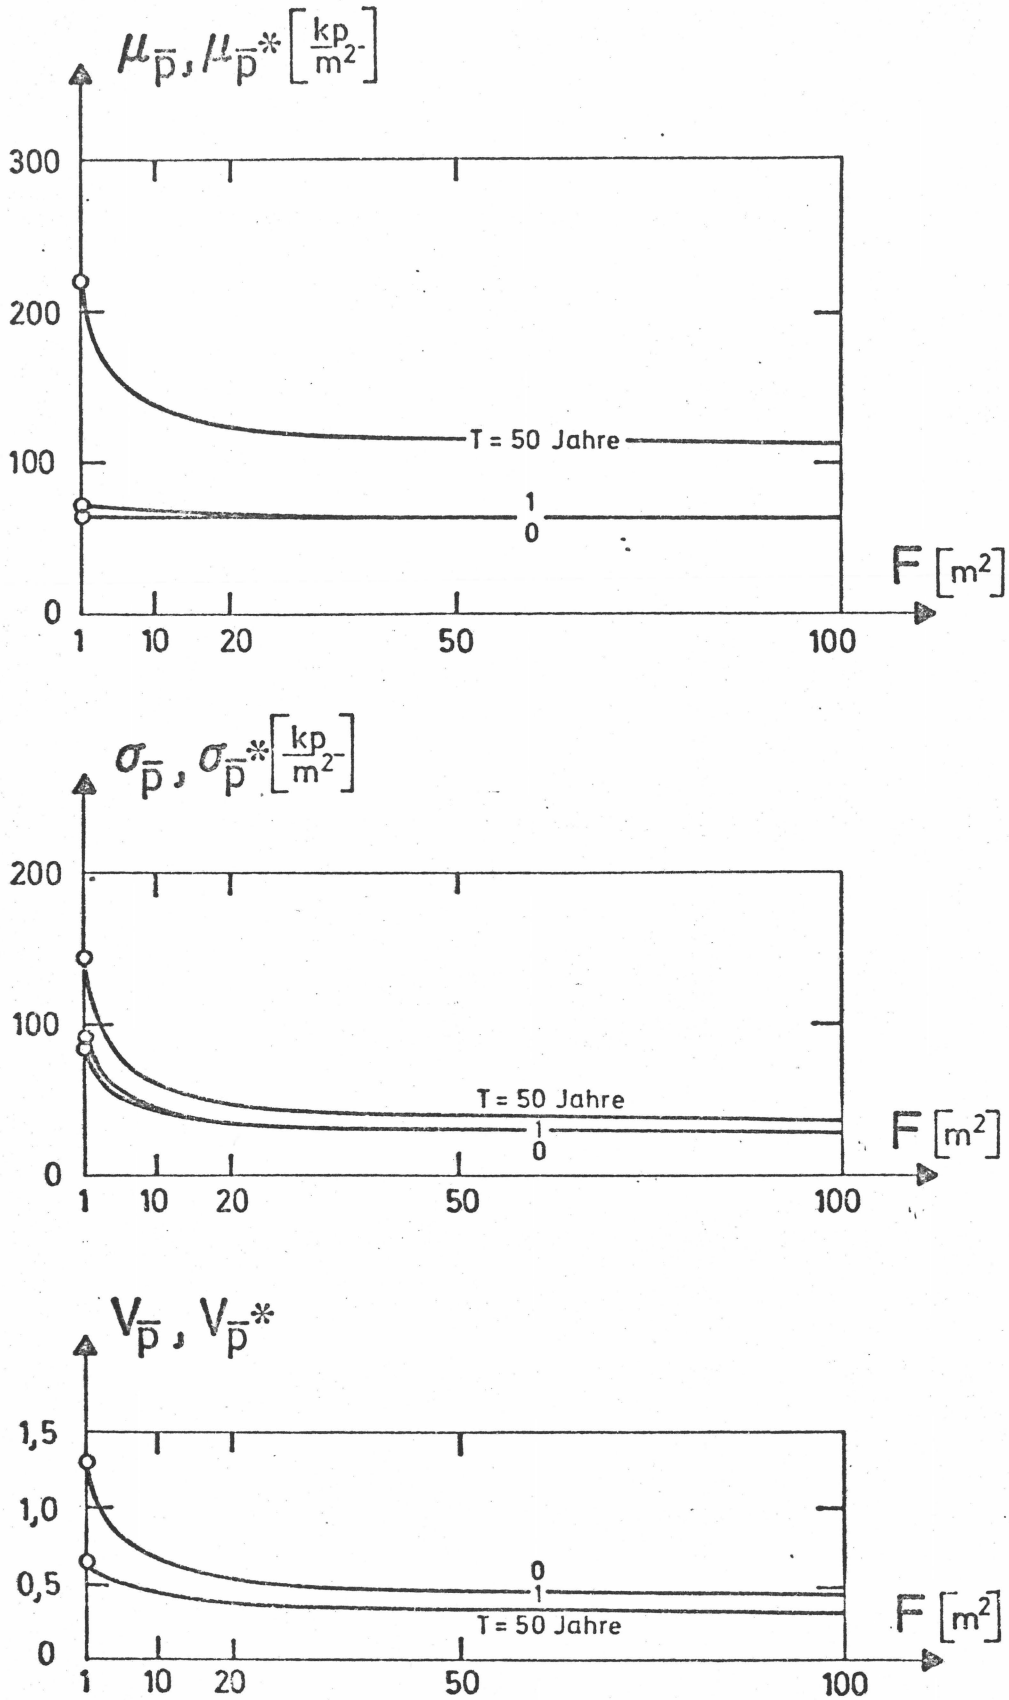 μp̄, μp̄* [kp/m²]
300
200
100
0
T = 50 Jahre
1
0
F [m²]
1 10 20 50 100
σp̄, σp̄* [kp/m²]
200
100
0
T = 50 Jahre
1
0
F [m²]
1 10 20 50 100
Vp̄, Vp̄*
1,5
1,0
0,5
0
0
1
T = 50 Jahre
F [m²]
1 10 20 50 100